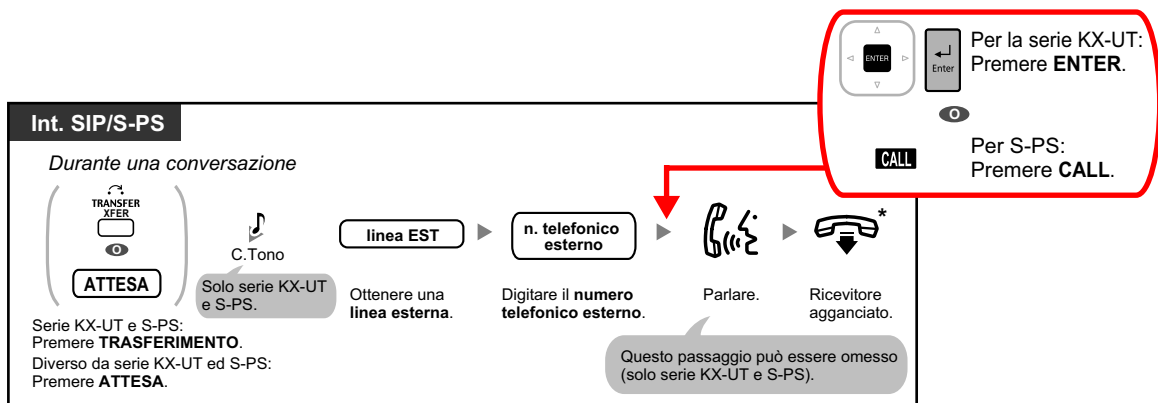 Per la serie KX-UT:
Premere ENTER.
ENTER
Enter
O
Per S-PS:
Premere CALL.
CALL
Int. SIP/S-PS
Durante una conversazione
TRANSFER
XFER
O
ATTESA
C.Tono
Solo serie KX-UT
e S-PS.
Serie KX-UT e S-PS:
Premere TRASFERIMENTO.
Diverso da serie KX-UT ed S-PS:
Premere ATTESA.
linea EST
Ottenere una
linea esterna.
n. telefonico
esterno
Digitare il numero
telefonico esterno.
Parlare.
Questo passaggio può essere omesso
(solo serie KX-UT e S-PS).
*
Ricevitore
agganciato.